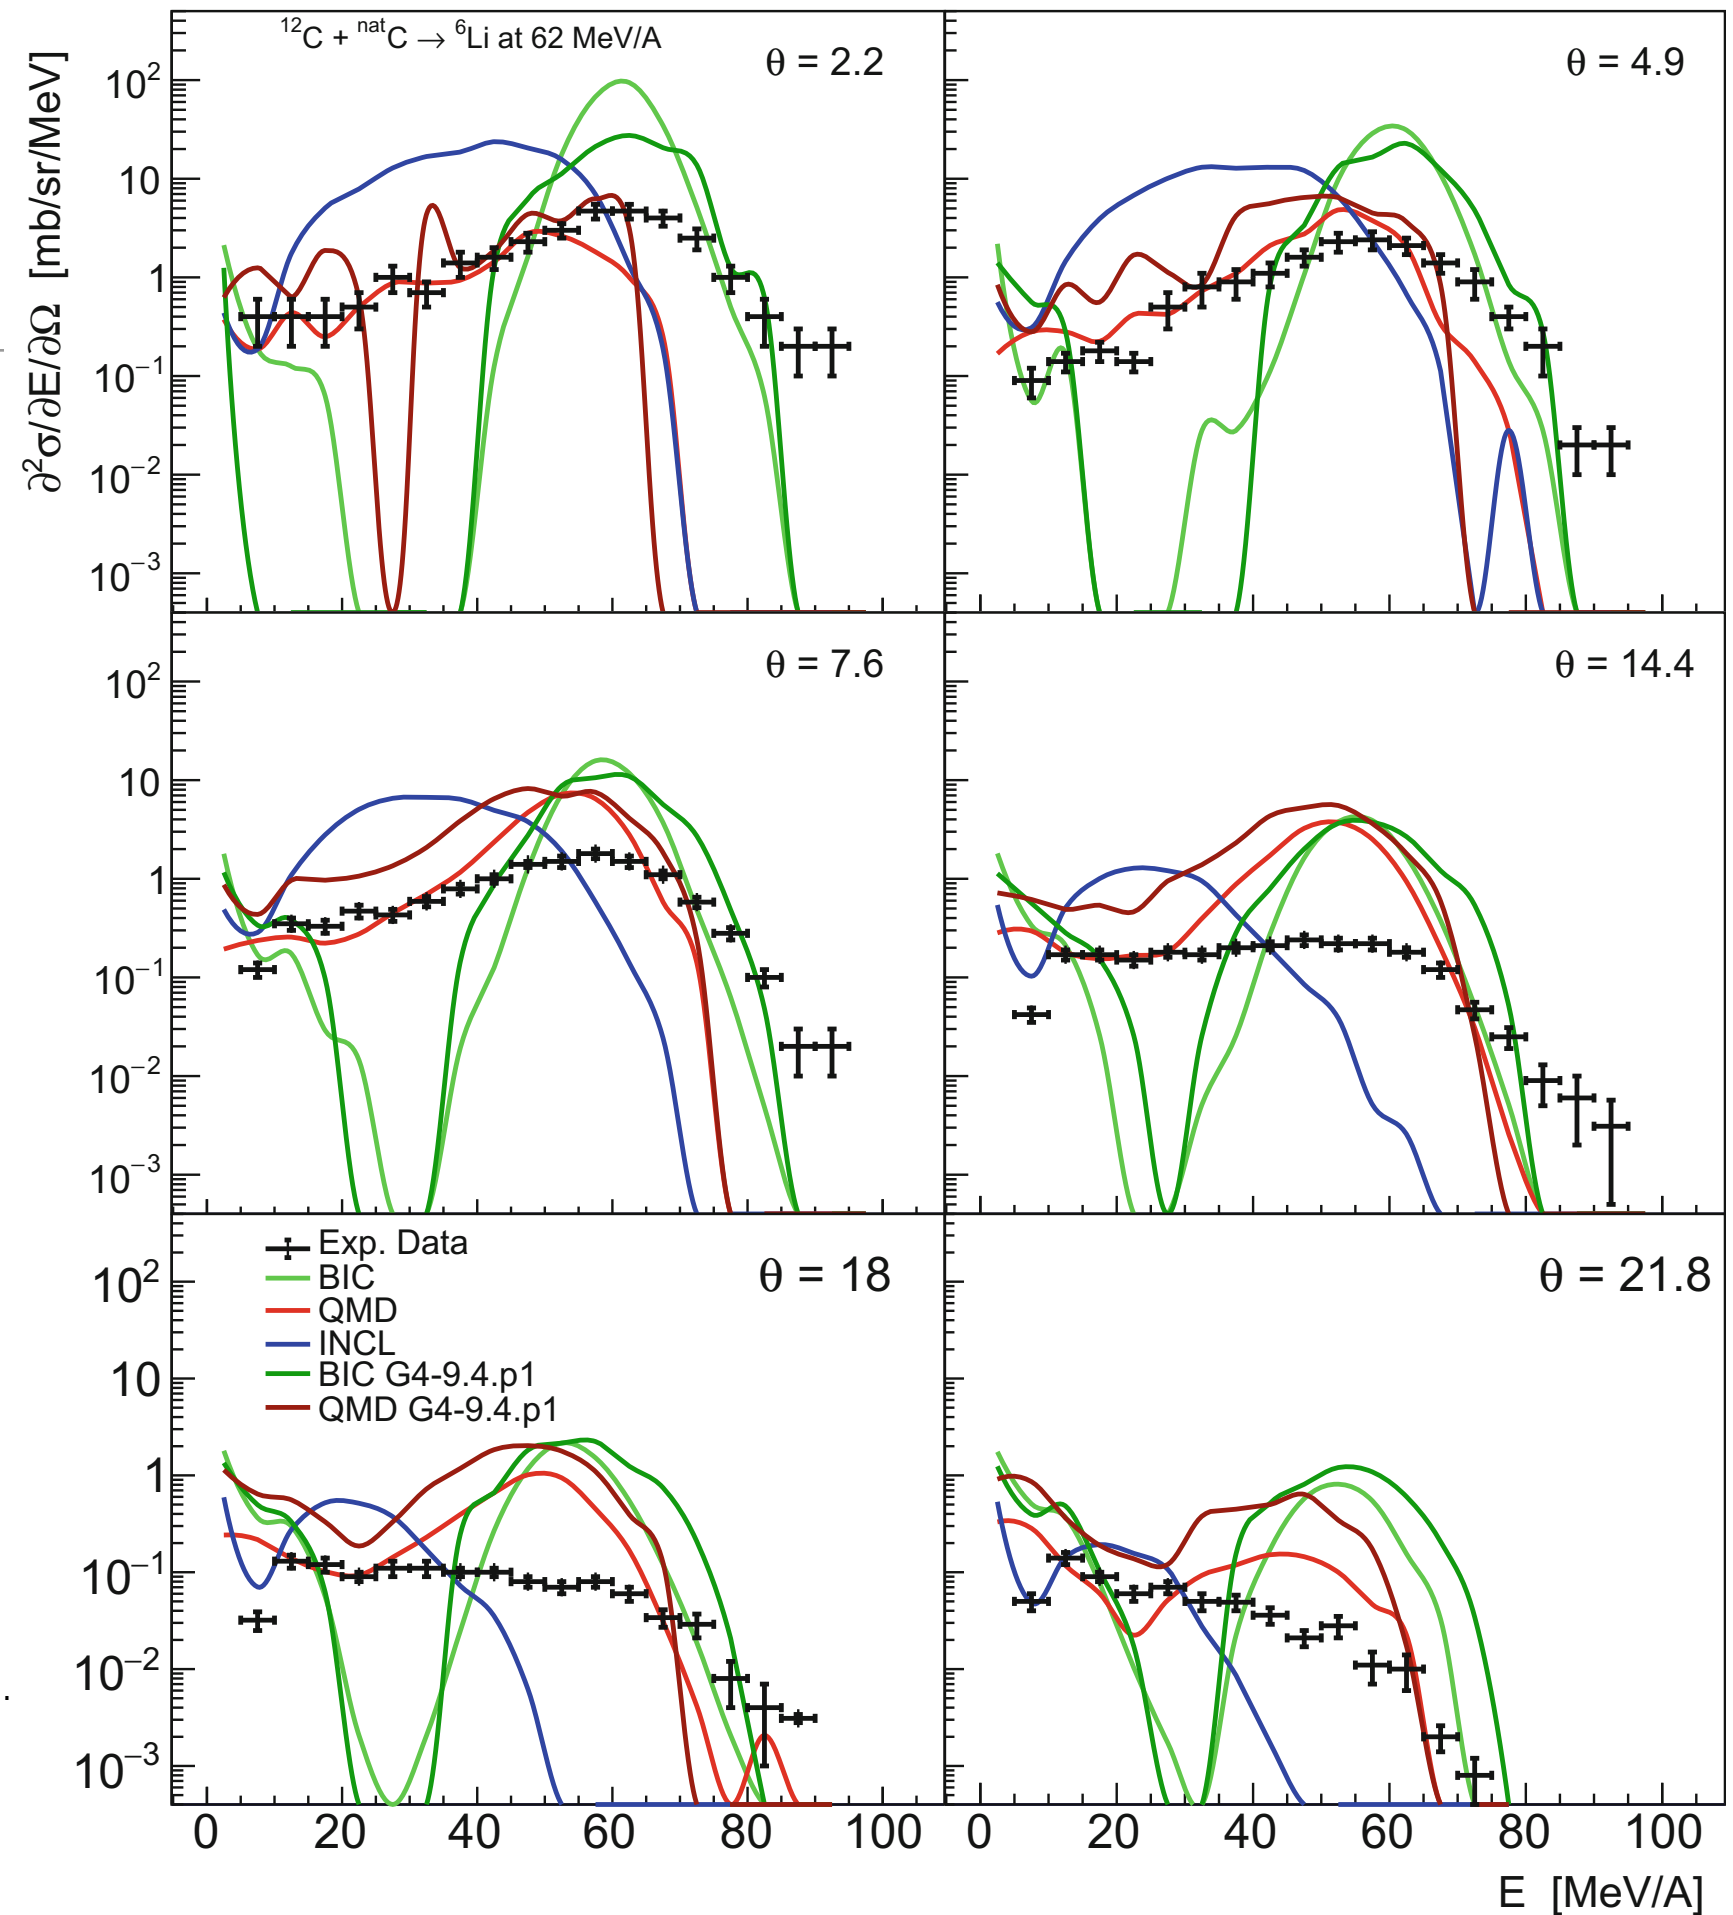 ¹²C + ⁿᵃᵗC → ⁶Li at 62 MeV/A
θ = 2.2
θ = 4.9
∂²σ/∂E/∂Ω [mb/sr/MeV]
10²
10
1
10⁻¹
10⁻²
10⁻³
θ = 7.6
θ = 14.4
10²
10
1
10⁻¹
10⁻²
10⁻³
Exp. Data
BIC
QMD
INCL
BIC G4-9.4.p1
QMD G4-9.4.p1
θ = 18
θ = 21.8
10²
10
1
10⁻¹
10⁻²
10⁻³
0 20 40 60 80 100
0 20 40 60 80 100
E [MeV/A]